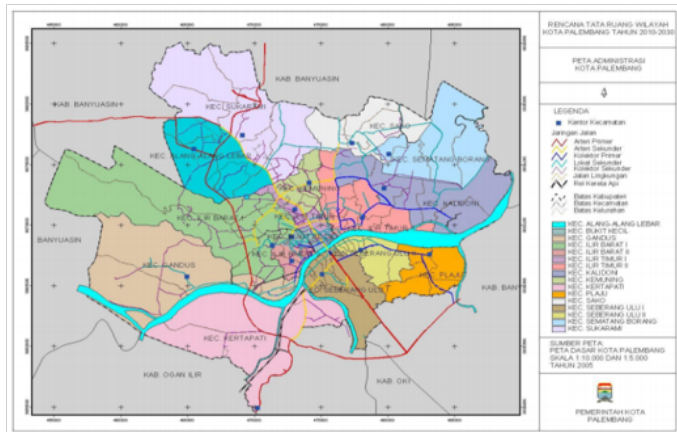 RENCANA TATA RUANG WILAYAH
KOTA PALEMBANG TAHUN 2010-2030
PETA ADMINISTRASI
KOTA PALEMBANG
LEGENDA
Kantor Kecamatan
Jaringan Jalan
Arteri Primer
Arteri Sekunder
Kolektor Primer
Lokal Sekunder
Kolektor Sekunder
Jalan Lingkungan
Rel Kereta Api
Batas Kabupaten
Batas Kecamatan
Batas Kelurahan
KEC. ALANG-ALANG LEBAR
KEC. BUKIT KECIL
KEC. GANDUS
KEC. ILIR BARAT I
KEC. ILIR BARAT II
KEC. ILIR TIMUR I
KEC. ILIR TIMUR II
KEC. KALIDONI
KEC. KEMUNING
KEC. KERTAPATI
KEC. PLAJU
KEC. SAKO
KEC. SEBERANG ULU I
KEC. SEBERANG ULU II
KEC. SEMATANG BORANG
KEC. SUKARAMI
SUMBER PETA:
PETA DASAR KOTA PALEMBANG
SKALA 1:10.000 DAN 1:5.000
TAHUN 2005
PEMERINTAH KOTA
PALEMBANG
KAB. BANYUASIN
KAB. BANYUASIN
KEC. SUKARAMI
KEC. SAKO
KEC. ALANG-ALANG LEBAR
KEC. SEMATANG BORANG
KEC. KALIDONI
KEC. ILIR BARAT I
ILIR TIMUR
BANYUASIN
KEC. GANDUS
KEC. PLAJU
SEBERANG ULU
KAB. BAN
KEC. KERTAPATI
KAB. OGAN ILIR
KAB. OKI